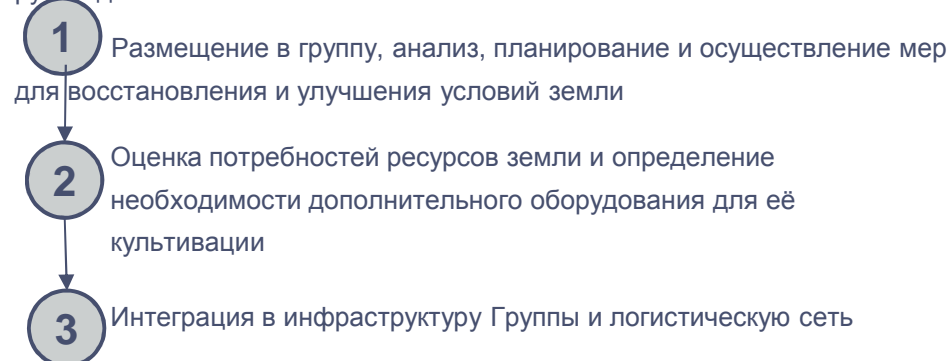 1 Размещение в группу, анализ, планирование и осуществление мер
для восстановления и улучшения условий земли
2 Оценка потребностей ресурсов земли и определение
необходимости дополнительного оборудования для её
культивации
3 Интеграция в инфраструктуру Группы и логистическую сеть